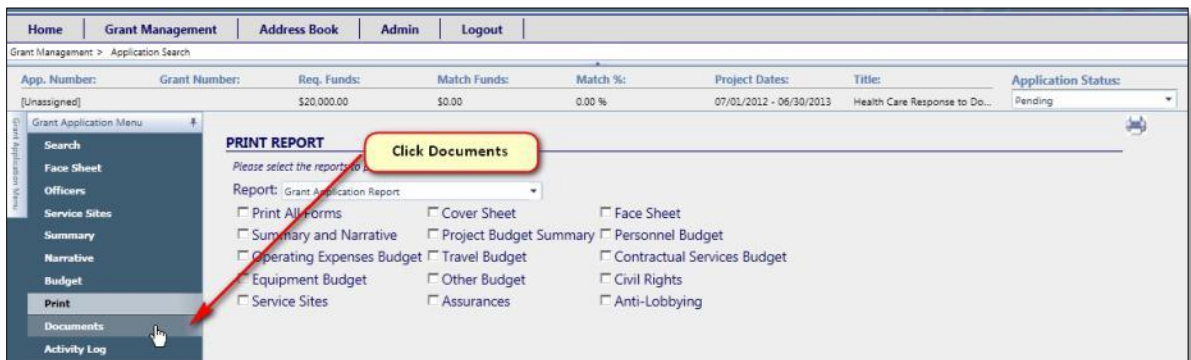 Home Grant Management Address Book Admin Logout
Grant Management > Application Search
App. Number: Grant Number: Req. Funds: Match Funds: Match %: Project Dates: Title: Application Status:
[Unassigned] $20,000.00 $0.00 0.00 % 07/01/2012 - 06/30/2013 Health Care Response to Do... Pending
Grant Application Menu
Grant Application Menu
Search
Face Sheet
Officers
Service Sites
Summary
Narrative
Budget
Print
Documents
Activity Log
PRINT REPORT
Click Documents
Please select the reports to
Report: Grant Application Report
Print All Forms Cover Sheet Face Sheet
Summary and Narrative Project Budget Summary Personnel Budget
Operating Expenses Budget Travel Budget Contractual Services Budget
Equipment Budget Other Budget Civil Rights
Service Sites Assurances Anti-Lobbying